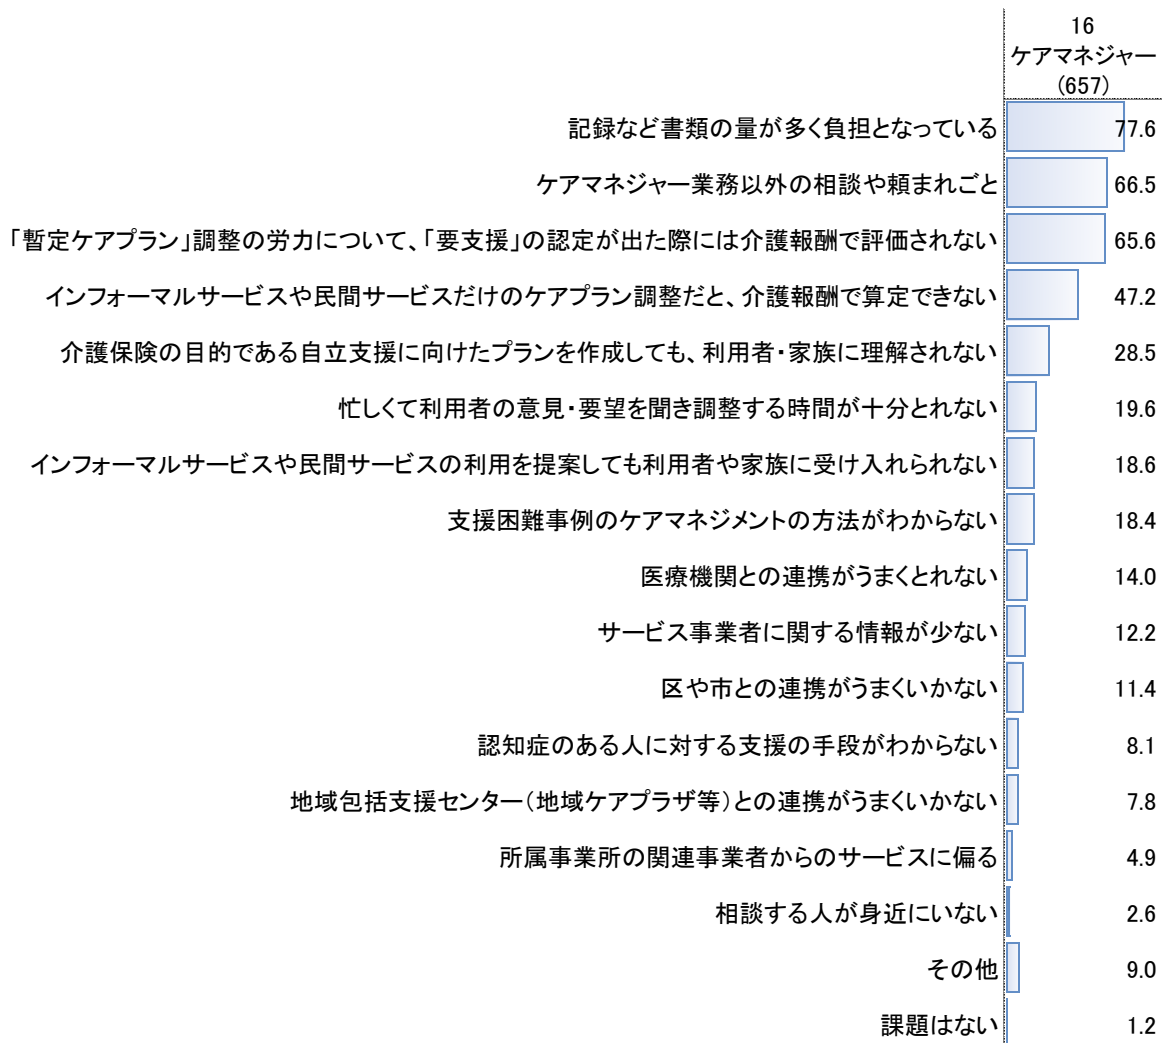 16
ケアマネジャー
(657)
記録など書類の量が多く負担となっている 77.6
ケアマネジャー業務以外の相談や頼まれごと 66.5
「暫定ケアプラン」調整の労力について、「要支援」の認定が出た際には介護報酬で評価されない 65.6
インフォーマルサービスや民間サービスだけのケアプラン調整だと、介護報酬で算定できない 47.2
介護保険の目的である自立支援に向けたプランを作成しても、利用者・家族に理解されない 28.5
忙しくて利用者の意見・要望を聞き調整する時間が十分とれない 19.6
インフォーマルサービスや民間サービスの利用を提案しても利用者や家族に受け入れられない 18.6
支援困難事例のケアマネジメントの方法がわからない 18.4
医療機関との連携がうまくとれない 14.0
サービス事業者に関する情報が少ない 12.2
区や市との連携がうまくいかない 11.4
認知症のある人に対する支援の手段がわからない 8.1
地域包括支援センター（地域ケアプラザ等）との連携がうまくいかない 7.8
所属事業所の関連事業者からのサービスに偏る 4.9
相談する人が身近にいない 2.6
その他 9.0
課題はない 1.2